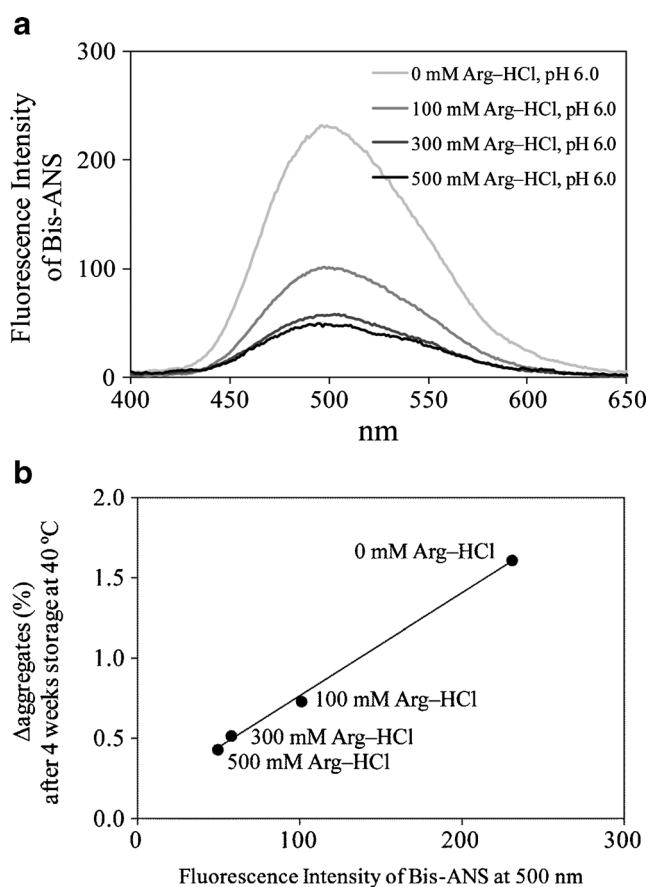 a
300
200
100
0
400
450
500
550
600
650
Fluorescence Intensity
of Bis-ANS
nm
0 mM Arg–HCl, pH 6.0
100 mM Arg–HCl, pH 6.0
300 mM Arg–HCl, pH 6.0
500 mM Arg–HCl, pH 6.0
b
2.0
1.5
1.0
0.5
0.0
0
100
200
300
Δaggregates (%)
after 4 weeks storage at 40 ºC
0 mM Arg–HCl
100 mM Arg–HCl
300 mM Arg–HCl
500 mM Arg–HCl
Fluorescence Intensity of Bis-ANS at 500 nm